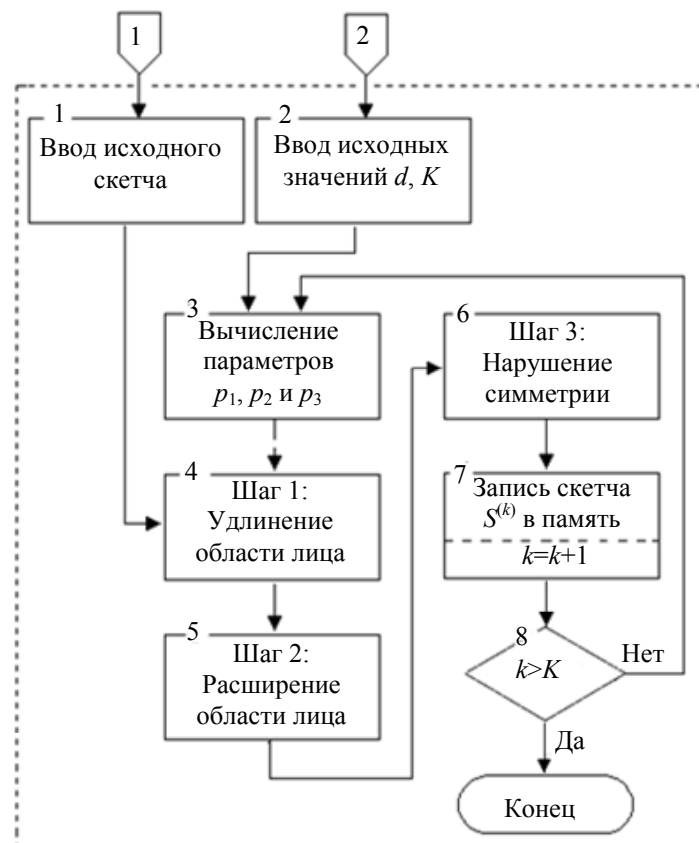 1
2
1
Ввод исходного
скетча
2
Ввод исходных
значений d, K
3
Вычисление
параметров
p₁, p₂ и p₃
4
Шаг 1:
Удлинение
области лица
5
Шаг 2:
Расширение
области лица
6
Шаг 3:
Нарушение
симметрии
7
Запись скетча
S⁽ᵏ⁾ в память
k=k+1
8
k>K
Нет
Да
Конец